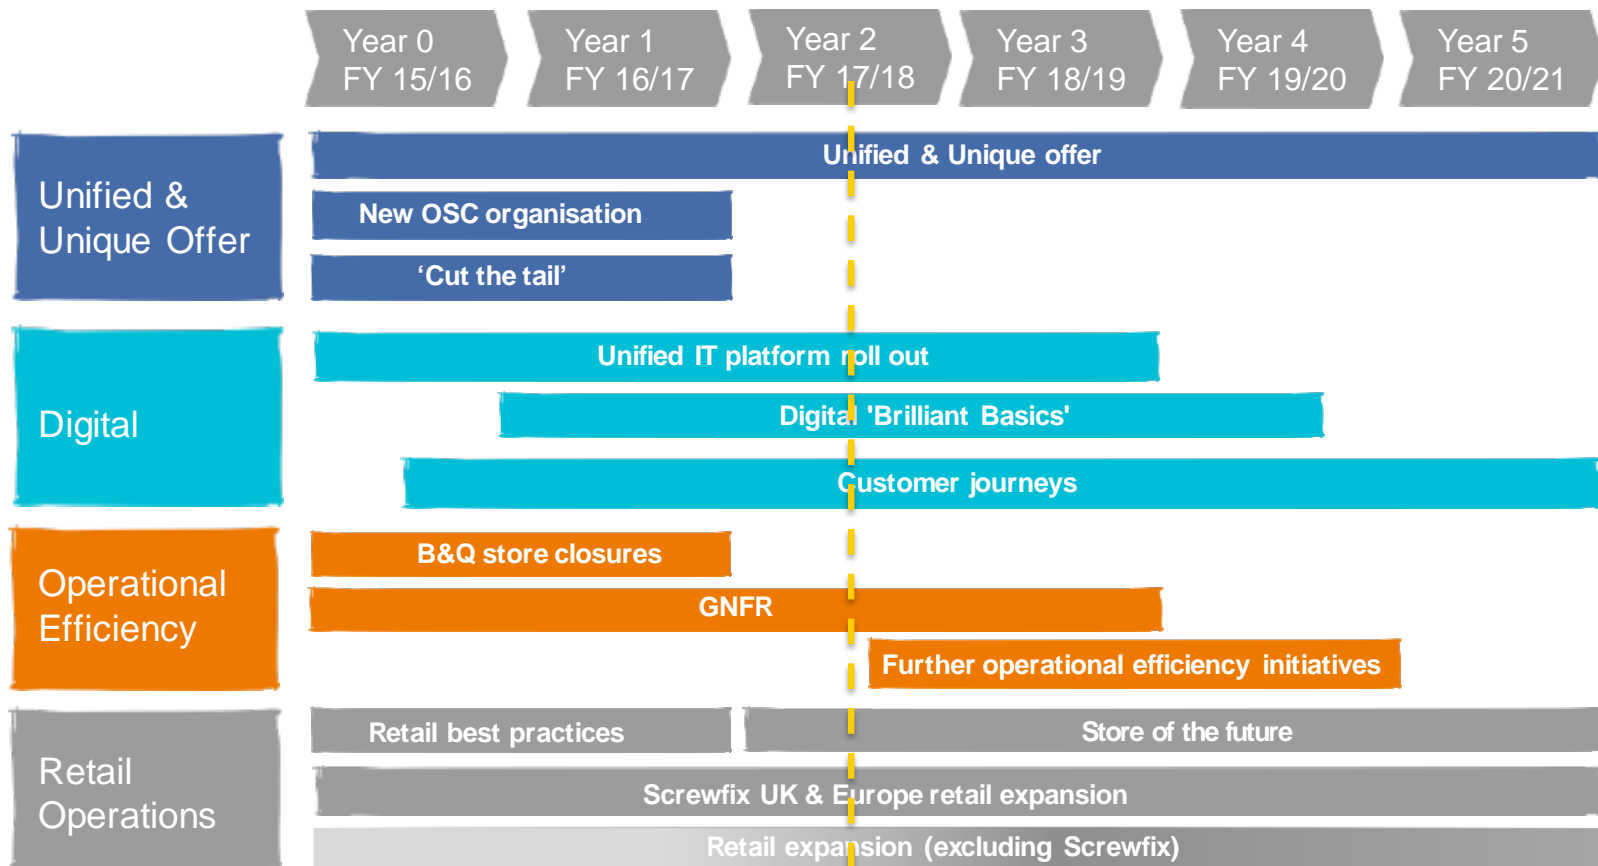 Year 0
FY 15/16
Year 1
FY 16/17
Year 2
FY 17/18
Year 3
FY 18/19
Year 4
FY 19/20
Year 5
FY 20/21
Unified &
Unique Offer
Unified & Unique offer
New OSC organisation
‘Cut the tail’
Digital
Unified IT platform roll out
Digital 'Brilliant Basics'
Customer journeys
Operational
Efficiency
B&Q store closures
GNFR
Further operational efficiency initiatives
Retail
Operations
Retail best practices
Store of the future
Screwfix UK & Europe retail expansion
Retail expansion (excluding Screwfix)